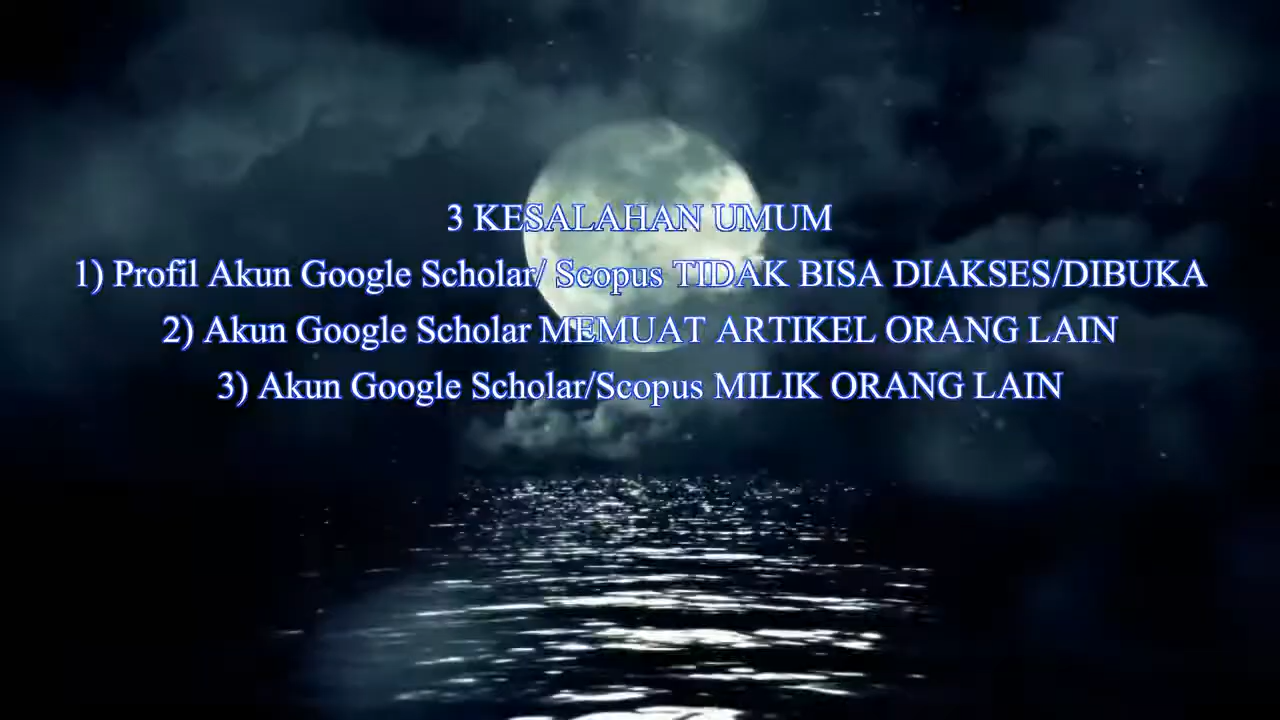 3 KESALAHAN UMUM
1) Profil Akun Google Scholar/ Scopus TIDAK BISA DIAKSES/DIBUKA
2) Akun Google Scholar MEMUAT ARTIKEL ORANG LAIN
3) Akun Google Scholar/Scopus MILIK ORANG LAIN